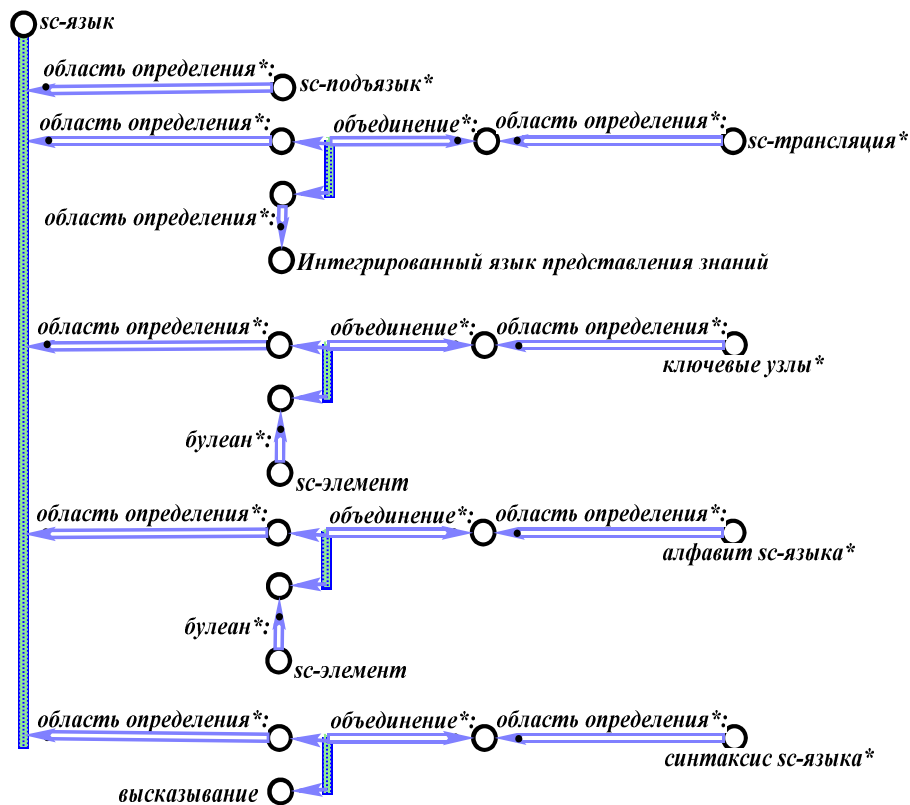 sc-язык
область определения*:
sc-подъязык*
область определения*:
объединение*:
область определения*:
sc-трансляция*
область определения*:
Интегрированный язык представления знаний
область определения*:
объединение*:
область определения*:
ключевые узлы*
булеан*:
sc-элемент
область определения*:
объединение*:
область определения*:
алфавит sc-языка*
булеан*:
sc-элемент
область определения*:
объединение*:
область определения*:
синтаксис sc-языка*
высказывание